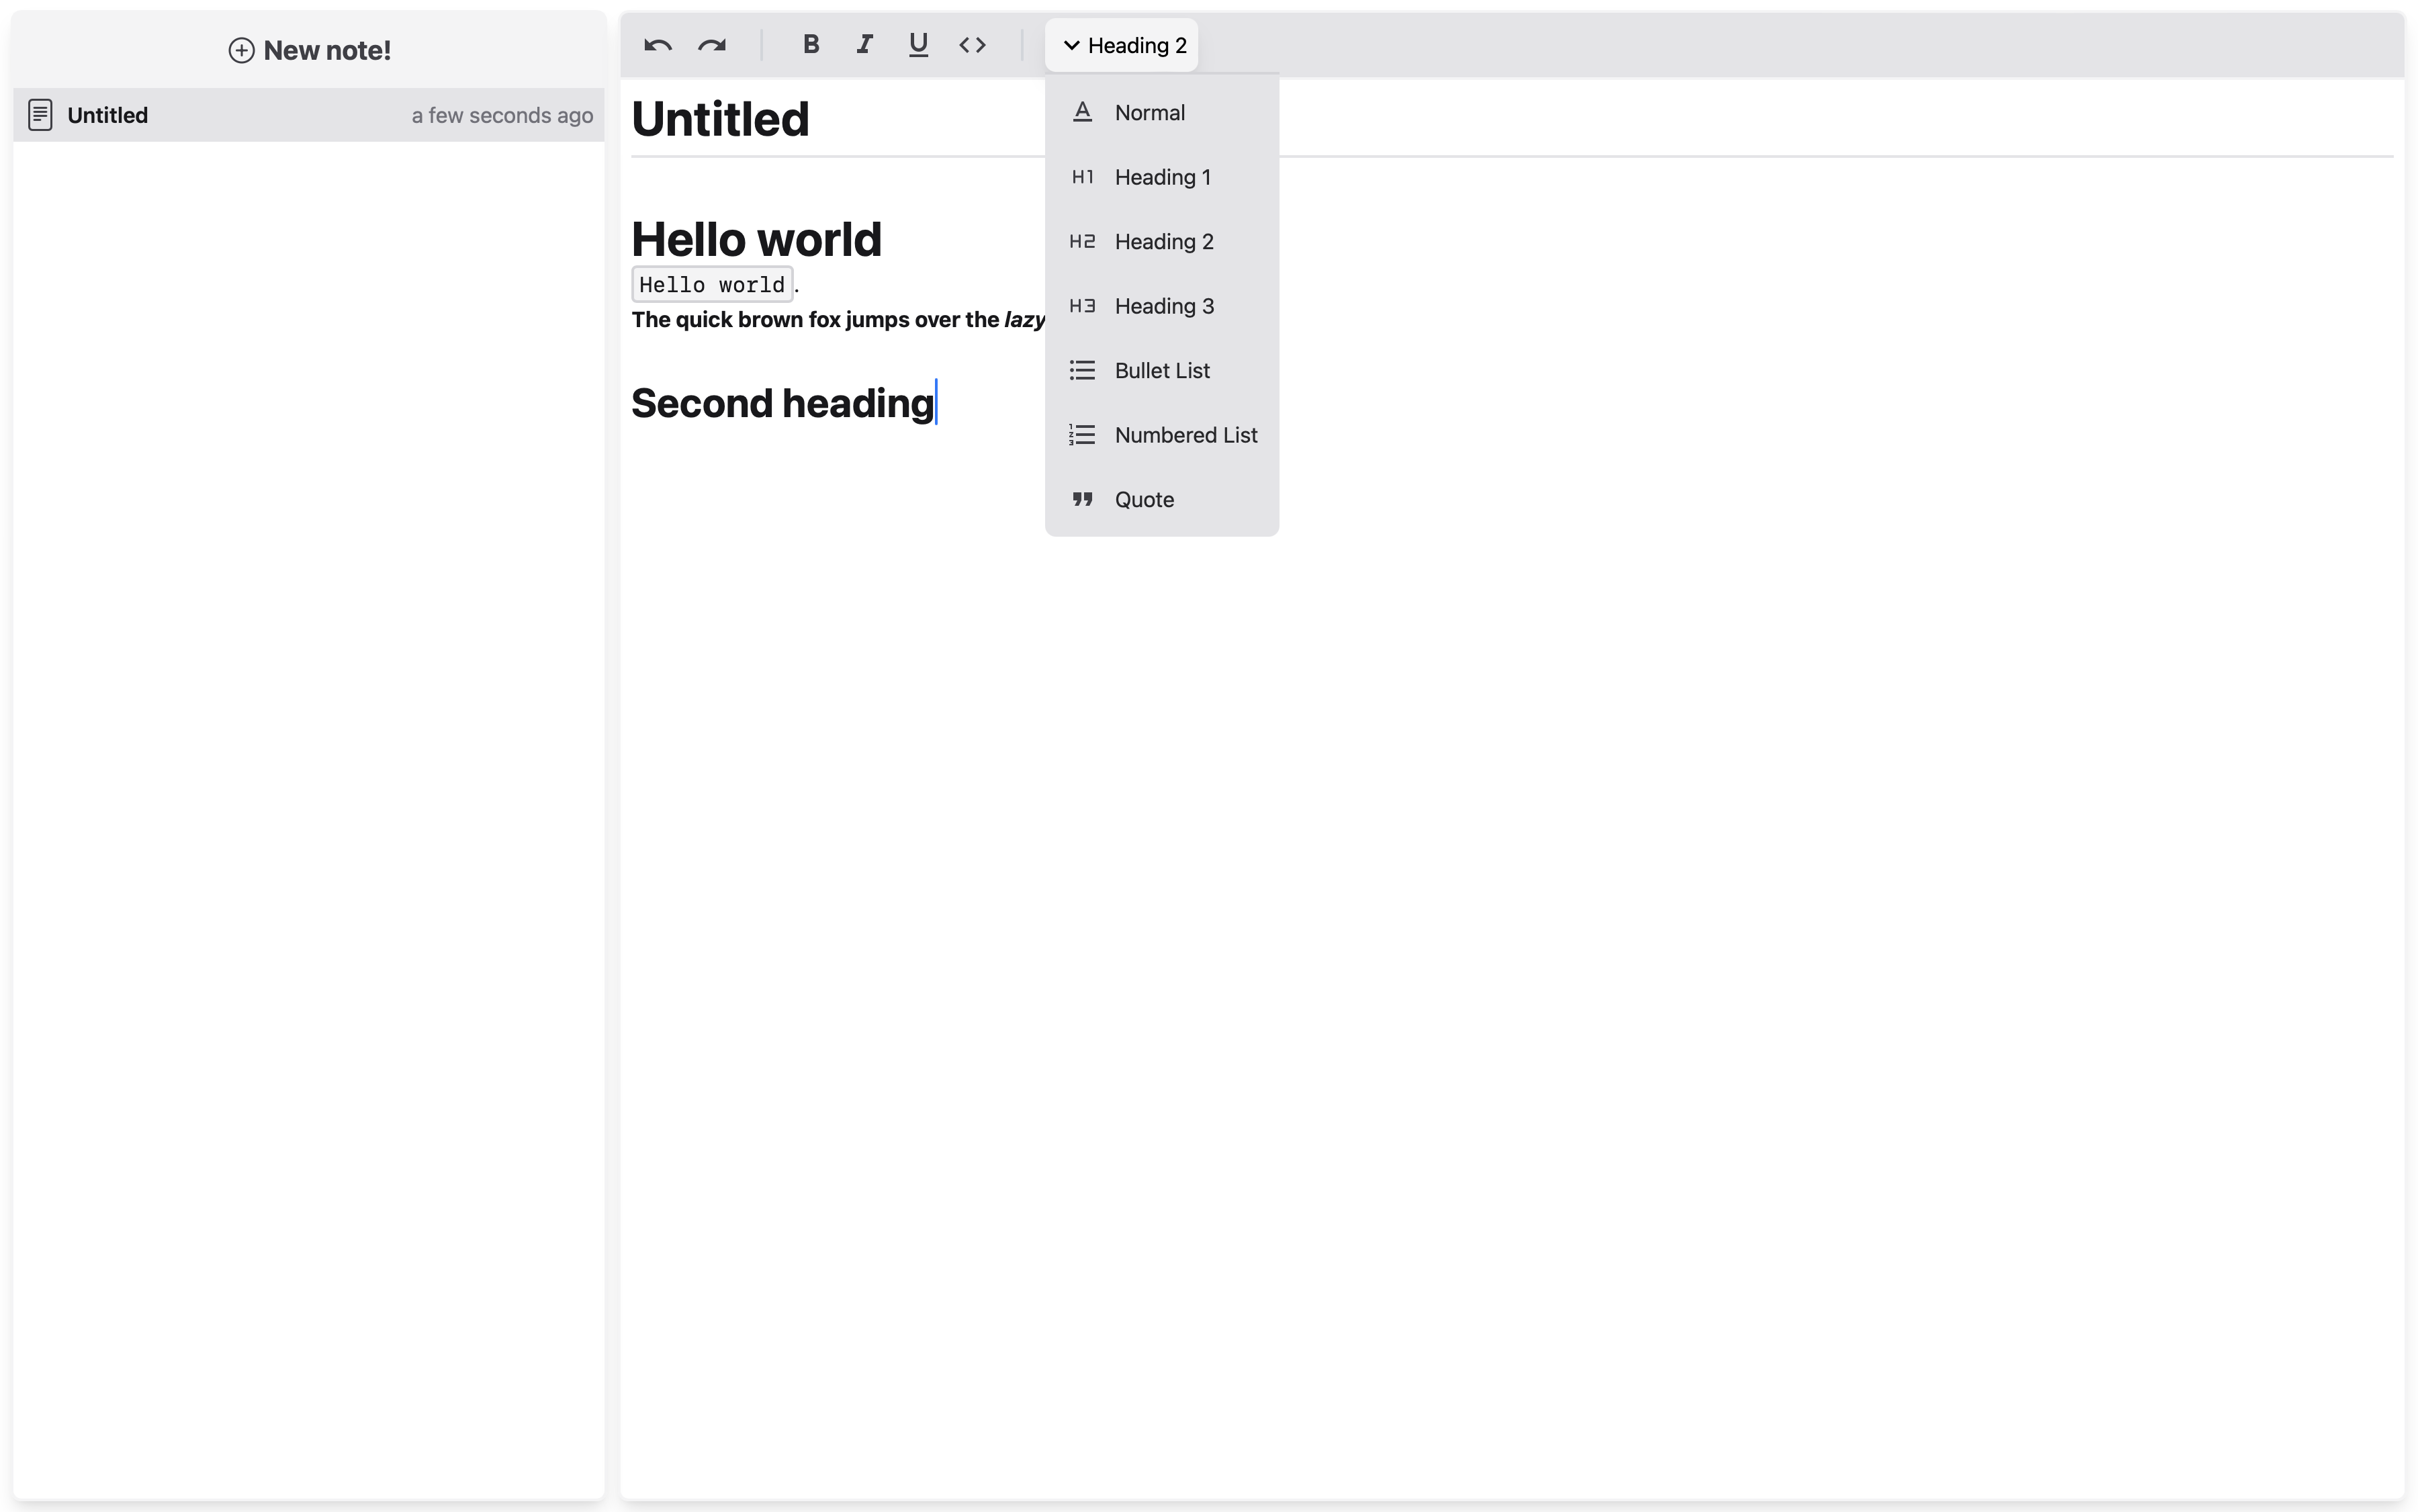 New note!
Untitled
a few seconds ago
B I U <>
Heading 2
Normal
H1 Heading 1
H2 Heading 2
H3 Heading 3
Bullet List
Numbered List
Quote
Untitled
Hello world
Hello world.
The quick brown fox jumps over the lazy
Second heading